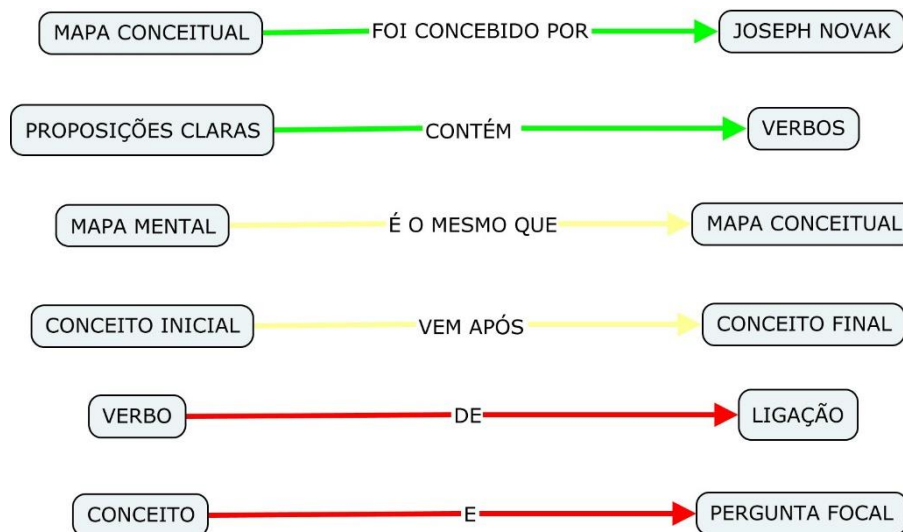 MAPA CONCEITUAL FOI CONCEBIDO POR JOSEPH NOVAK
PROPOSIÇÕES CLARAS CONTÉM VERBOS
MAPA MENTAL É O MESMO QUE MAPA CONCEITUAL
CONCEITO INICIAL VEM APÓS CONCEITO FINAL
VERBO DE LIGAÇÃO
CONCEITO E PERGUNTA FOCAL